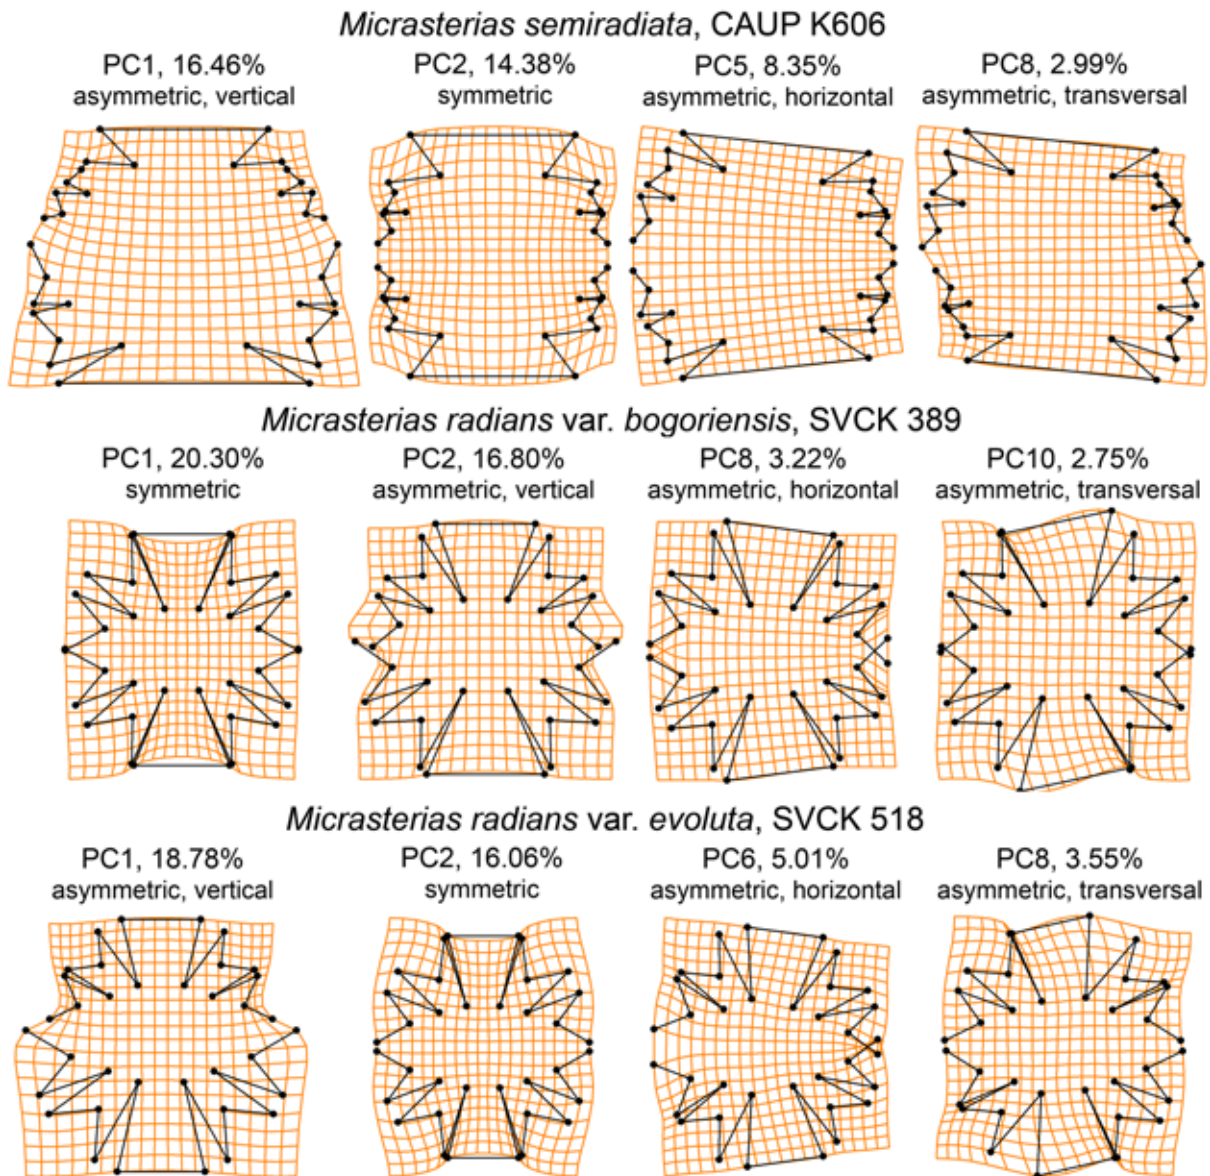 Micrasterias semiradiata, CAUP K606
PC1, 16.46%
asymmetric, vertical
PC2, 14.38%
symmetric
PC5, 8.35%
asymmetric, horizontal
PC8, 2.99%
asymmetric, transversal
Micrasterias radians var. bogoriensis, SVCK 389
PC1, 20.30%
symmetric
PC2, 16.80%
asymmetric, vertical
PC8, 3.22%
asymmetric, horizontal
PC10, 2.75%
asymmetric, transversal
Micrasterias radians var. evoluta, SVCK 518
PC1, 18.78%
asymmetric, vertical
PC2, 16.06%
symmetric
PC6, 5.01%
asymmetric, horizontal
PC8, 3.55%
asymmetric, transversal